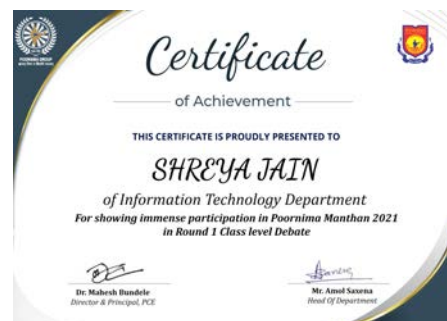 POORNIMA GROUP
Certificate
of Achievement
THIS CERTIFICATE IS PROUDLY PRESENTED TO
SHREYA JAIN
of Information Technology Department
For showing immense participation in Poornima Manthan 2021
in Round 1 Class level Debate
Dr. Mahesh Bundele
Director & Principal, PCE
Mr. Amol Saxena
Head Of Department